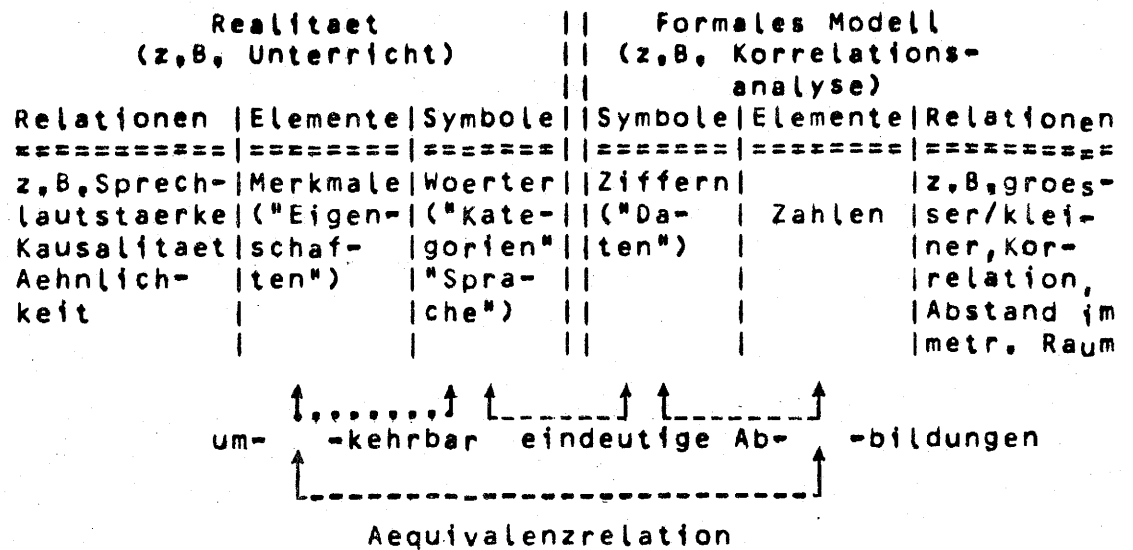 Realitaet || Formales Modell
(z,B, Unterricht) || (z,B, Korrelations-
|| analyse)
Relationen |Elemente|Symbole||Symbole|Elemente|Relationen
===========|========|=======||=======|========|==========
z,B,Sprech-|Merkmale|Woerter||Ziffern| |z,B,groes-
lautstaerke|("Eigen-|("Kate-||("Da- | Zahlen |ser/klei-
Kausalitaet|schaf- |gorien"||ten") | |ner,Kor-
Aehnlich- |ten") |"Spra- || | |relation,
keit | |che") || | |Abstand im
| | || | |metr. Raum
um- -kehrbar eindeutige Ab- -bildungen
Aequivalenzrelation